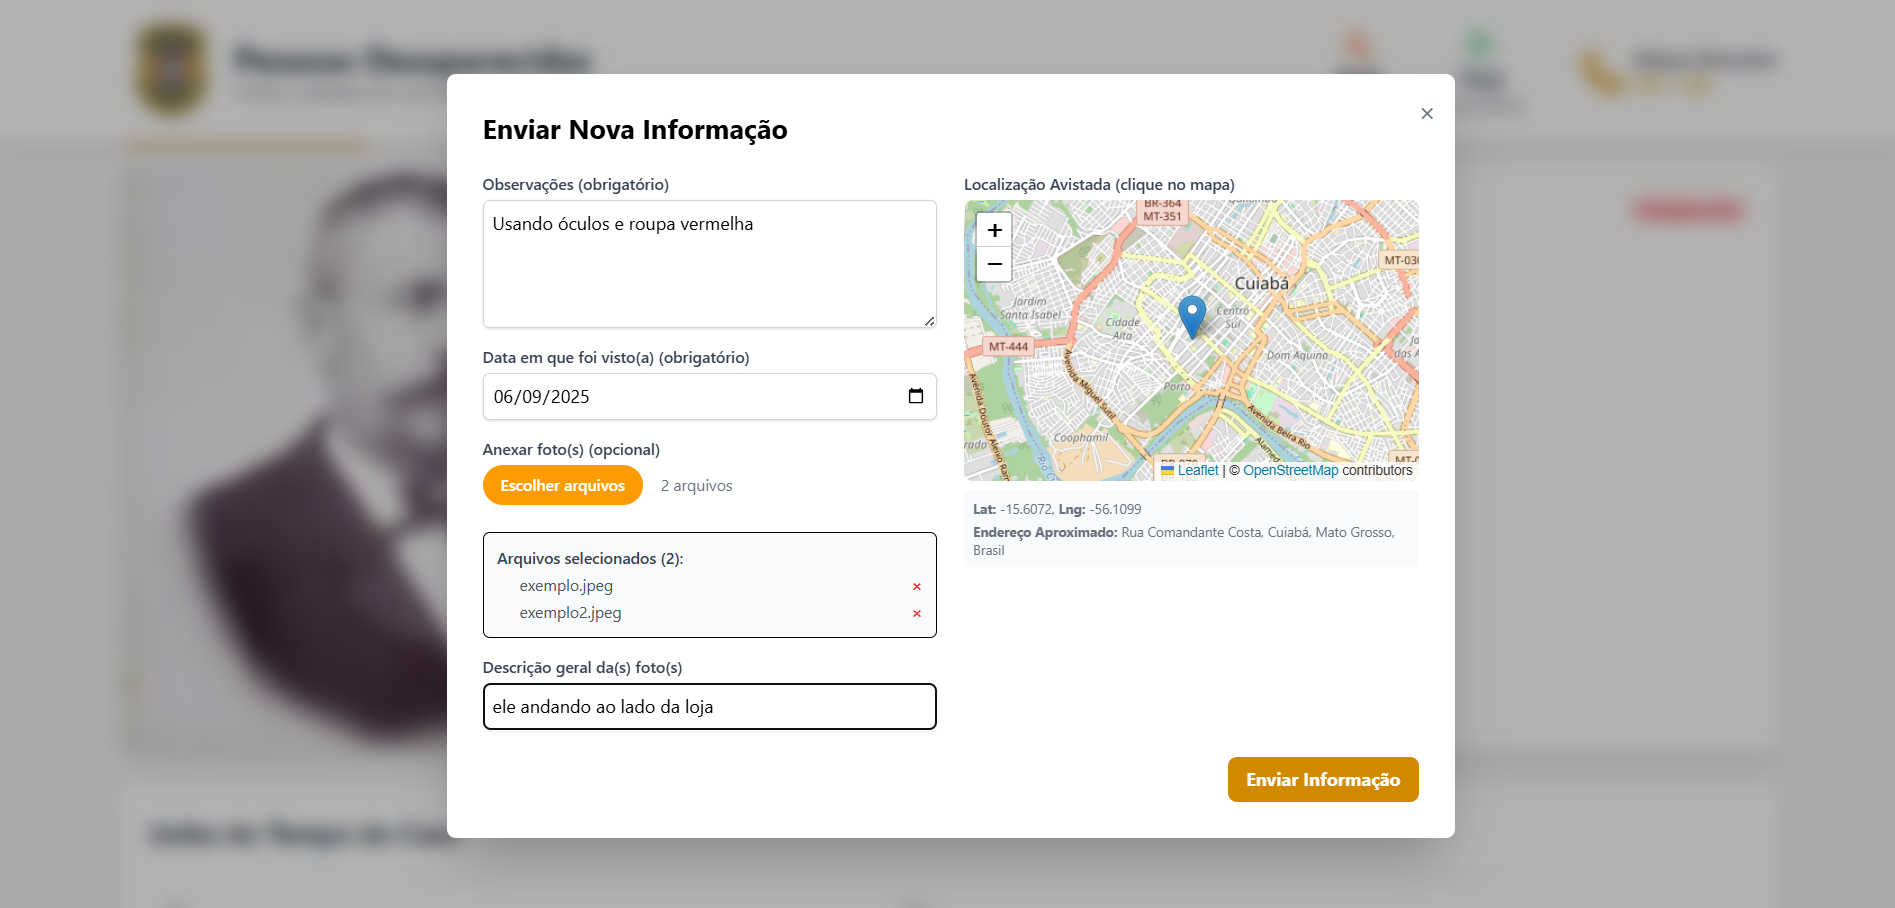 Enviar Nova Informação
×
Observações (obrigatório)
Usando óculos e roupa vermelha
Data em que foi visto(a) (obrigatório)
06/09/2025
Anexar foto(s) (opcional)
Escolher arquivos
2 arquivos
Arquivos selecionados (2):
exemplo.jpeg ×
exemplo2.jpeg ×
Descrição geral da(s) foto(s)
ele andando ao lado da loja
Localização Avistada (clique no mapa)
+
−
BR-364
MT-351
MT-030
Cuiabá
Jardim
Santa Isabel
Cidade
Alta
Centro
Sul
MT-444
Dom Aquino
Avenida Miguel Sutil
Porto
Coophamil
Avenida Beira Rio
Leaflet | © OpenStreetMap contributors
Lat: -15.6072, Lng: -56.1099
Endereço Aproximado: Rua Comandante Costa, Cuiabá, Mato Grosso,
Brasil
Enviar Informação